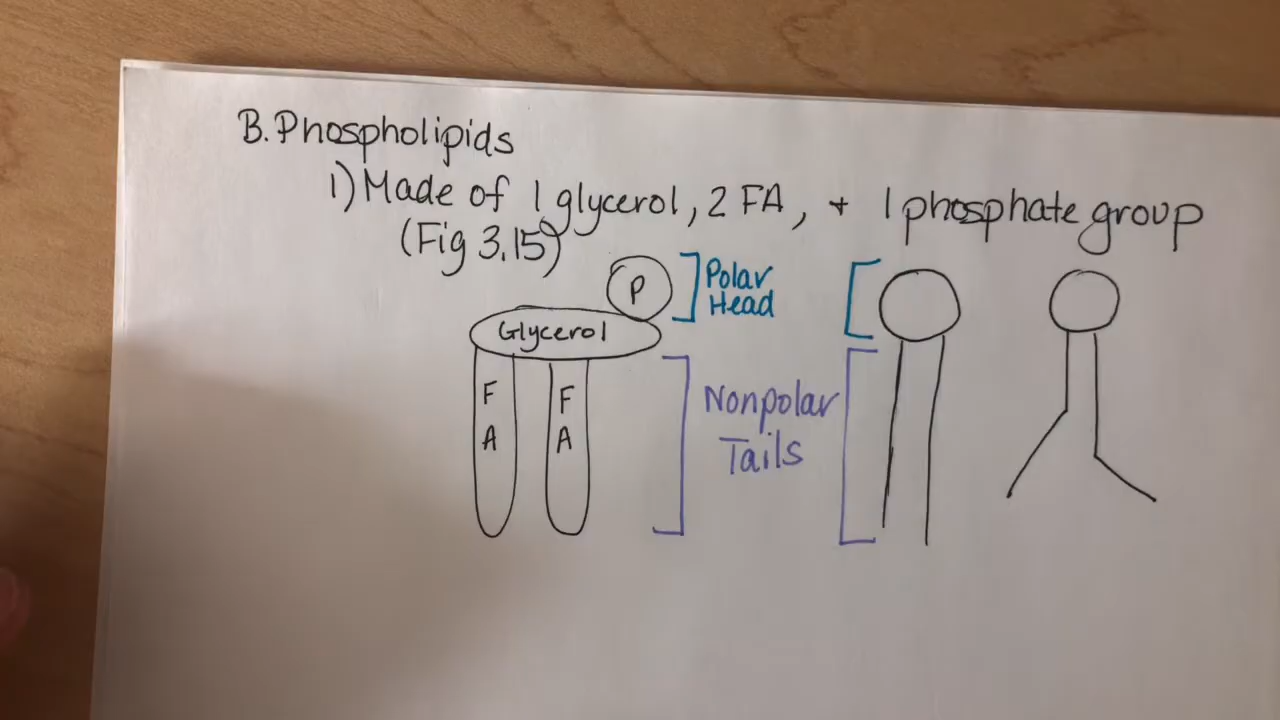 B. Phospholipids
1) Made of 1 glycerol, 2 FA, + 1 phosphate group
(Fig 3.15)
P
Polar
Head
Glycerol
F
A
F
A
Nonpolar
Tails